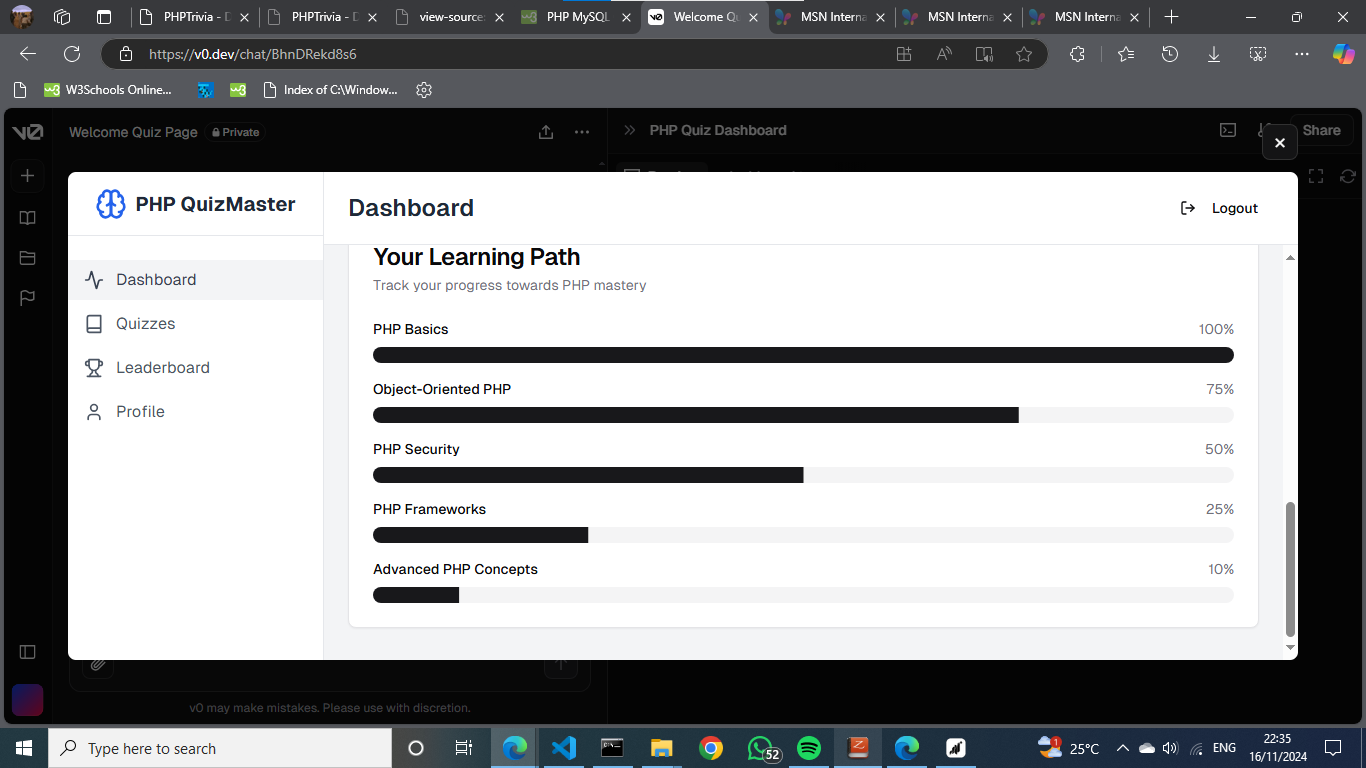 PHPTrivia - D
PHPTrivia - D
view-source
PHP MySQL
Welcome Qu
MSN Interna
MSN Interna
MSN Interna
https://v0.dev/chat/BhnDRekd8s6
W3Schools Online...
Index of C:\Window...
Welcome Quiz Page
Private
PHP Quiz Dashboard
Share
PHP QuizMaster
Dashboard
Logout
Dashboard
Quizzes
Leaderboard
Profile
Your Learning Path
Track your progress towards PHP mastery
PHP Basics 100%
Object-Oriented PHP 75%
PHP Security 50%
PHP Frameworks 25%
Advanced PHP Concepts 10%
v0 may make mistakes. Please use with discretion.
Type here to search
52
1
25°C
ENG
22:35
16/11/2024